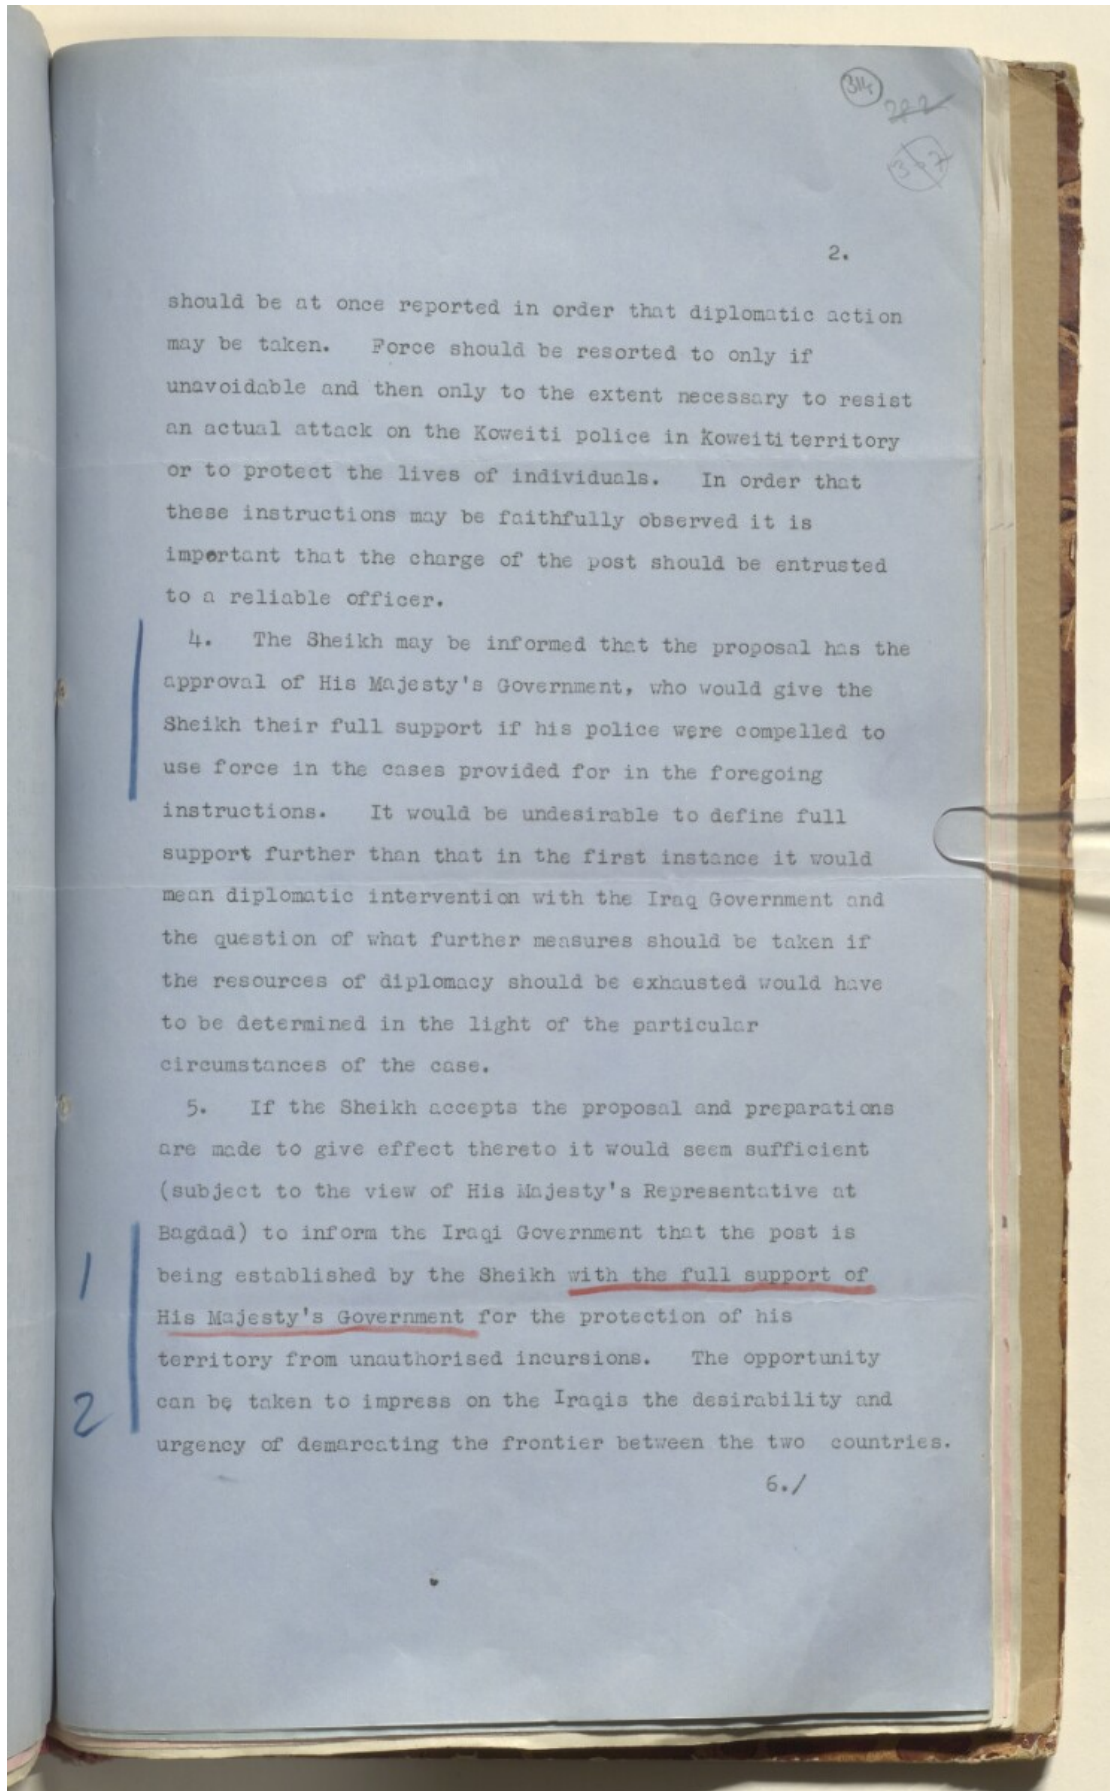 314
282
367
2.
should be at once reported in order that diplomatic action
may be taken. Force should be resorted to only if
unavoidable and then only to the extent necessary to resist
an actual attack on the Koweiti police in Koweiti territory
or to protect the lives of individuals. In order that
these instructions may be faithfully observed it is
important that the charge of the post should be entrusted
to a reliable officer.
4. The Sheikh may be informed that the proposal has the
approval of His Majesty's Government, who would give the
Sheikh their full support if his police were compelled to
use force in the cases provided for in the foregoing
instructions. It would be undesirable to define full
support further than that in the first instance it would
mean diplomatic intervention with the Iraq Government and
the question of what further measures should be taken if
the resources of diplomacy should be exhausted would have
to be determined in the light of the particular
circumstances of the case.
5. If the Sheikh accepts the proposal and preparations
are made to give effect thereto it would seem sufficient
(subject to the view of His Majesty's Representative at
Bagdad) to inform the Iraqi Government that the post is
1 being established by the Sheikh with the full support of
His Majesty's Government for the protection of his
territory from unauthorised incursions. The opportunity
2 can be taken to impress on the Iraqis the desirability and
urgency of demarcating the frontier between the two countries.
6./